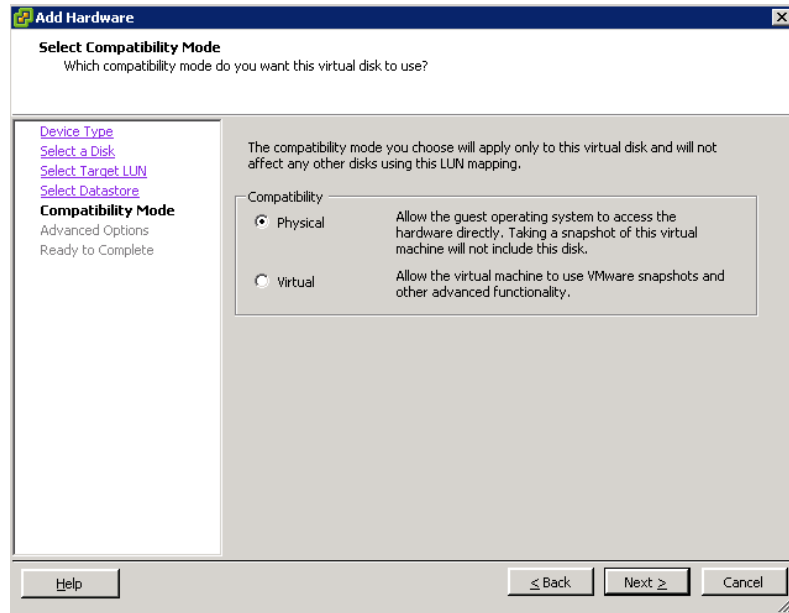 Add Hardware
Select Compatibility Mode
Which compatibility mode do you want this virtual disk to use?
Device Type
Select a Disk
Select Target LUN
Select Datastore
Compatibility Mode
Advanced Options
Ready to Complete
The compatibility mode you choose will apply only to this virtual disk and will not
affect any other disks using this LUN mapping.
Compatibility
Physical
Allow the guest operating system to access the
hardware directly. Taking a snapshot of this virtual
machine will not include this disk.
Virtual
Allow the virtual machine to use VMware snapshots and
other advanced functionality.
Help
< Back
Next >
Cancel